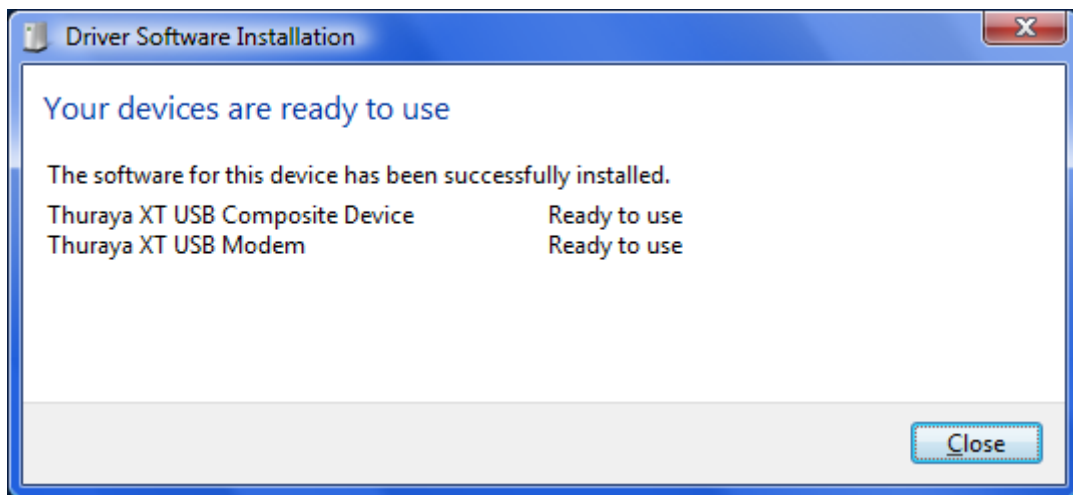 Driver Software Installation
Your devices are ready to use
The software for this device has been successfully installed.
Thuraya XT USB Composite Device Ready to use
Thuraya XT USB Modem Ready to use
Close